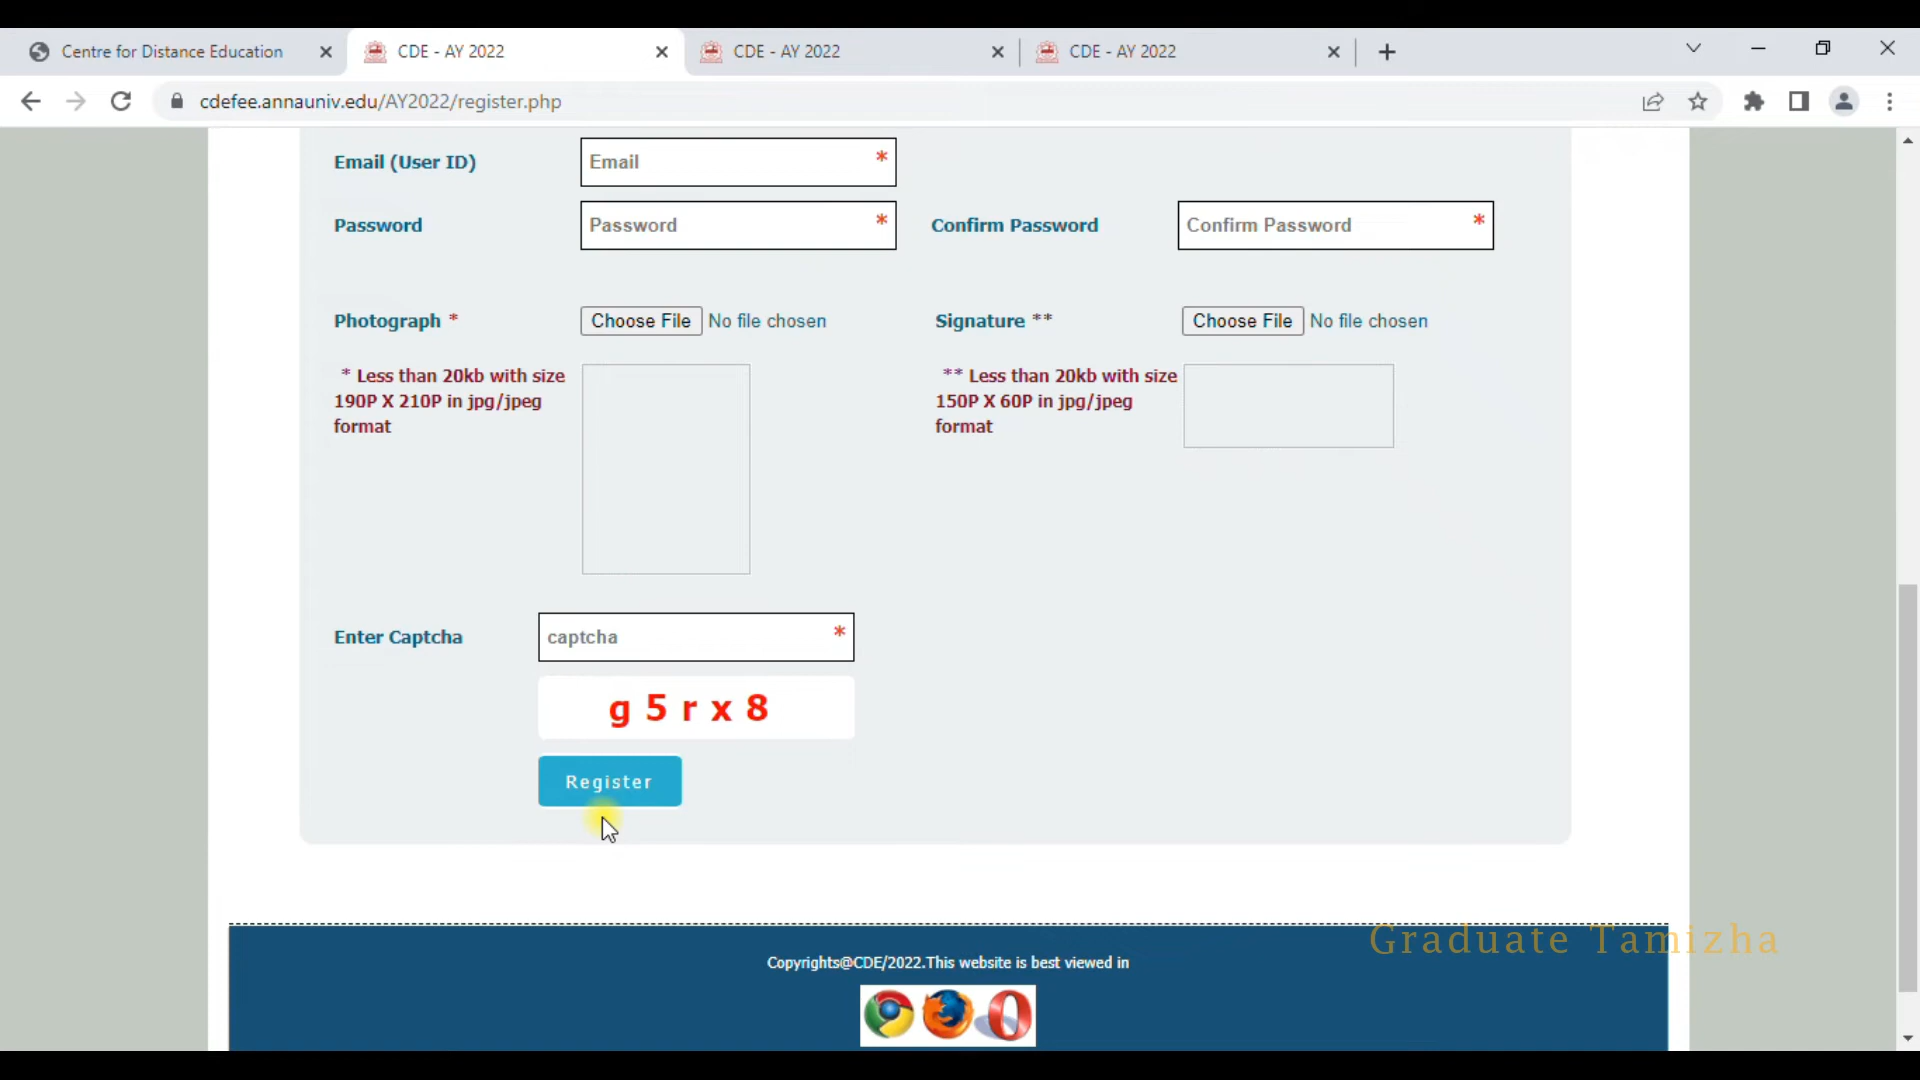 Centre for Distance Education
CDE - AY 2022
CDE - AY 2022
CDE - AY 2022
cdefee.annauniv.edu/AY2022/register.php
Email (User ID)
Email *
Password
Password *
Confirm Password
Confirm Password *
Photograph *
Choose File No file chosen
Signature **
Choose File No file chosen
* Less than 20kb with size
190P X 210P in jpg/jpeg
format
** Less than 20kb with size
150P X 60P in jpg/jpeg
format
Enter Captcha
captcha *
g 5 r x 8
Register
Graduate Tamizha
Copyrights@CDE/2022.This website is best viewed in